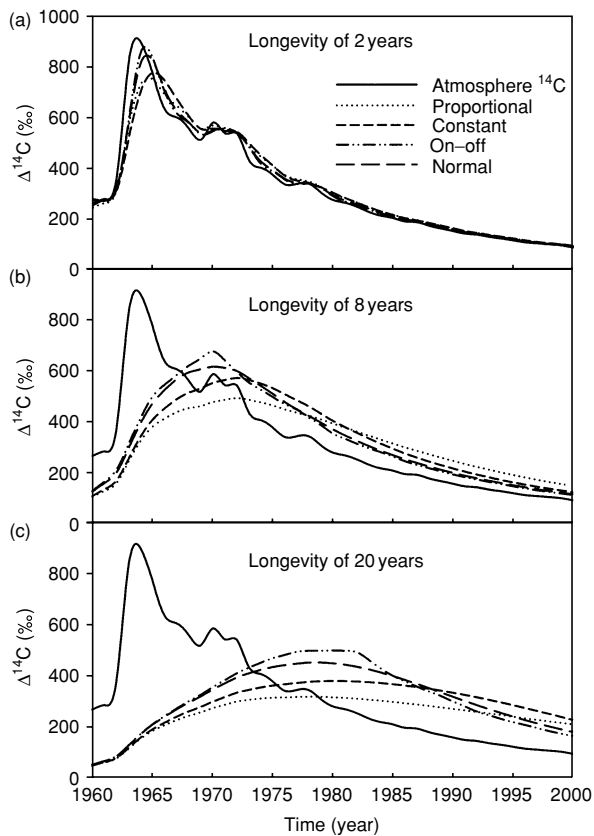 (a)
Longevity of 2 years
Atmosphere ¹⁴C
Proportional
Constant
On–off
Normal
Δ¹⁴C (‰)
1000
800
600
400
200
0
(b)
Longevity of 8 years
Δ¹⁴C (‰)
800
600
400
200
0
(c)
Longevity of 20 years
Δ¹⁴C (‰)
800
600
400
200
0
1960 1965 1970 1975 1980 1985 1990 1995 2000
Time (year)